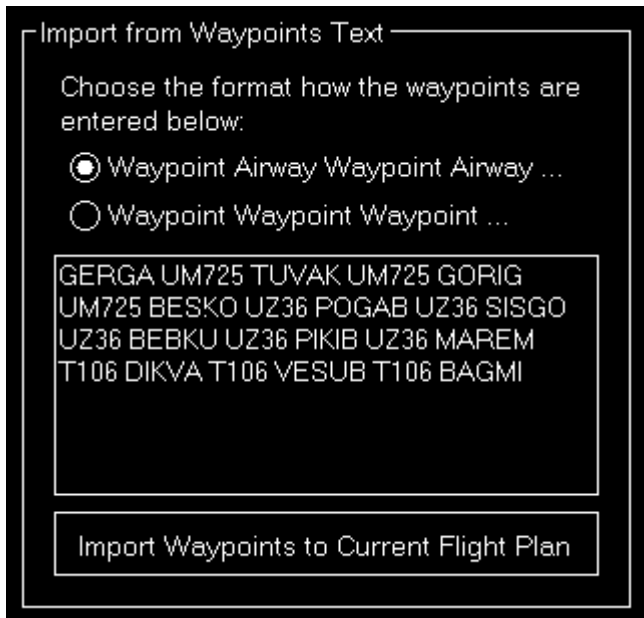 Import from Waypoints Text
Choose the format how the waypoints are
entered below:
Waypoint Airway Waypoint Airway ...
Waypoint Waypoint Waypoint ...
GERGA UM725 TUVAK UM725 GORIG
UM725 BESKO UZ36 POGAB UZ36 SISGO
UZ36 BEBKU UZ36 PIKIB UZ36 MAREM
T106 DIKVA T106 VESUB T106 BAGMI
Import Waypoints to Current Flight Plan